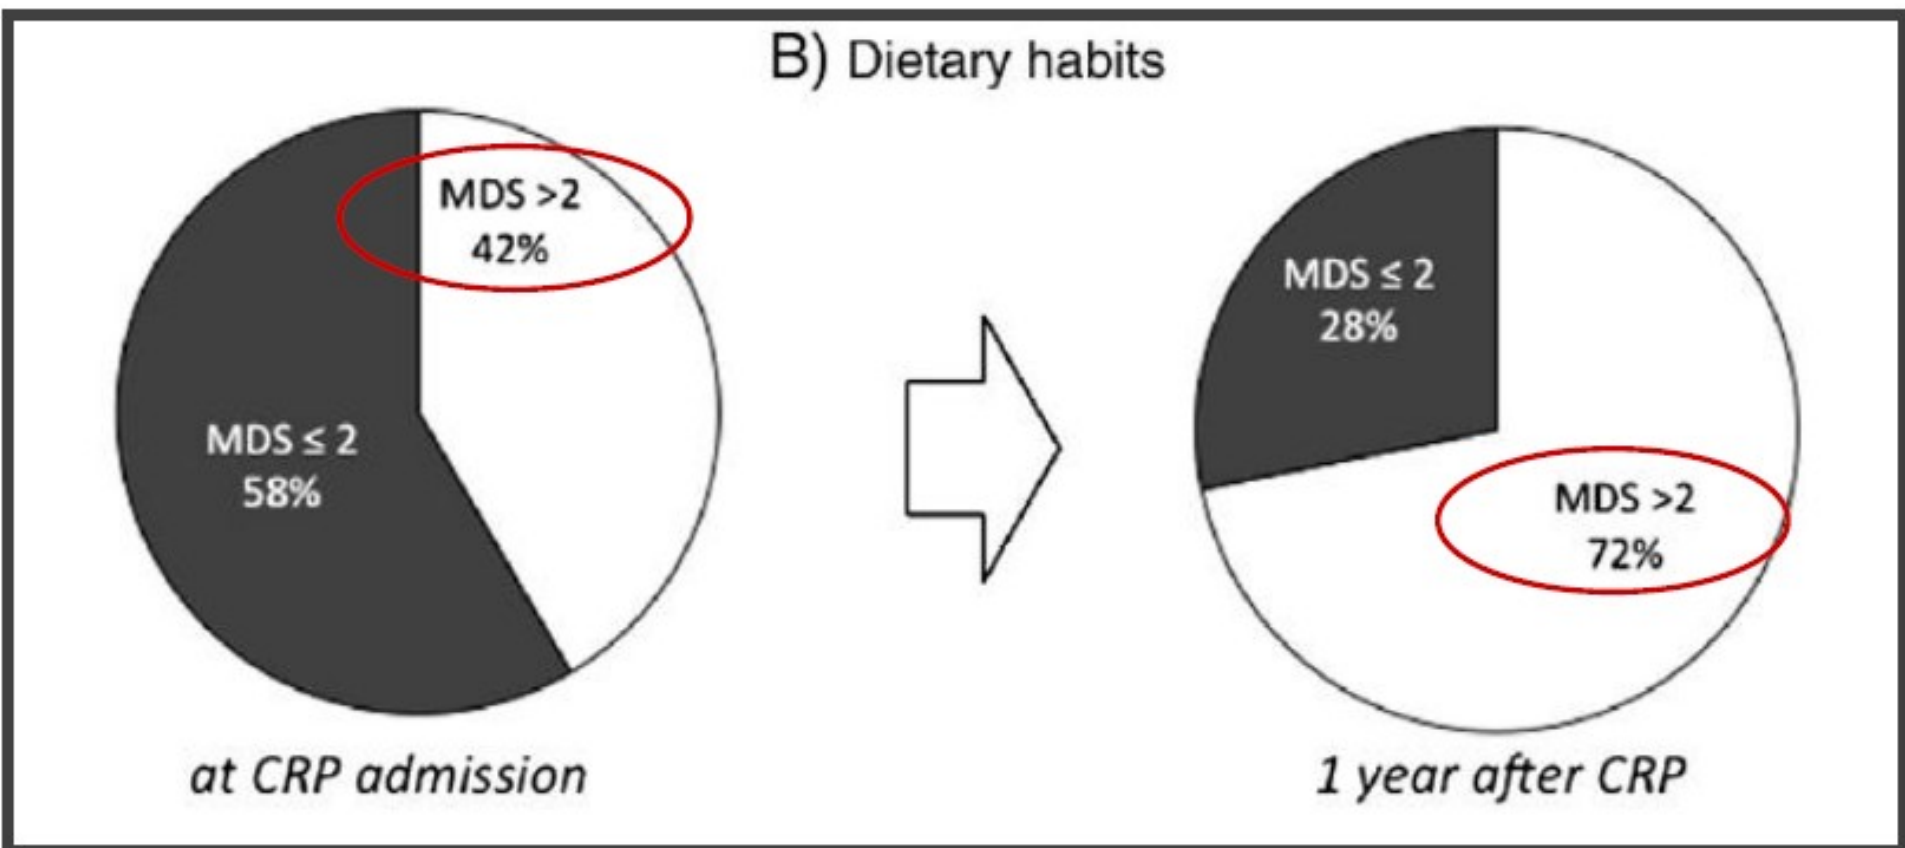 B) Dietary habits
MDS >2
42%
MDS ≤ 2
58%
at CRP admission
MDS ≤ 2
28%
MDS >2
72%
1 year after CRP